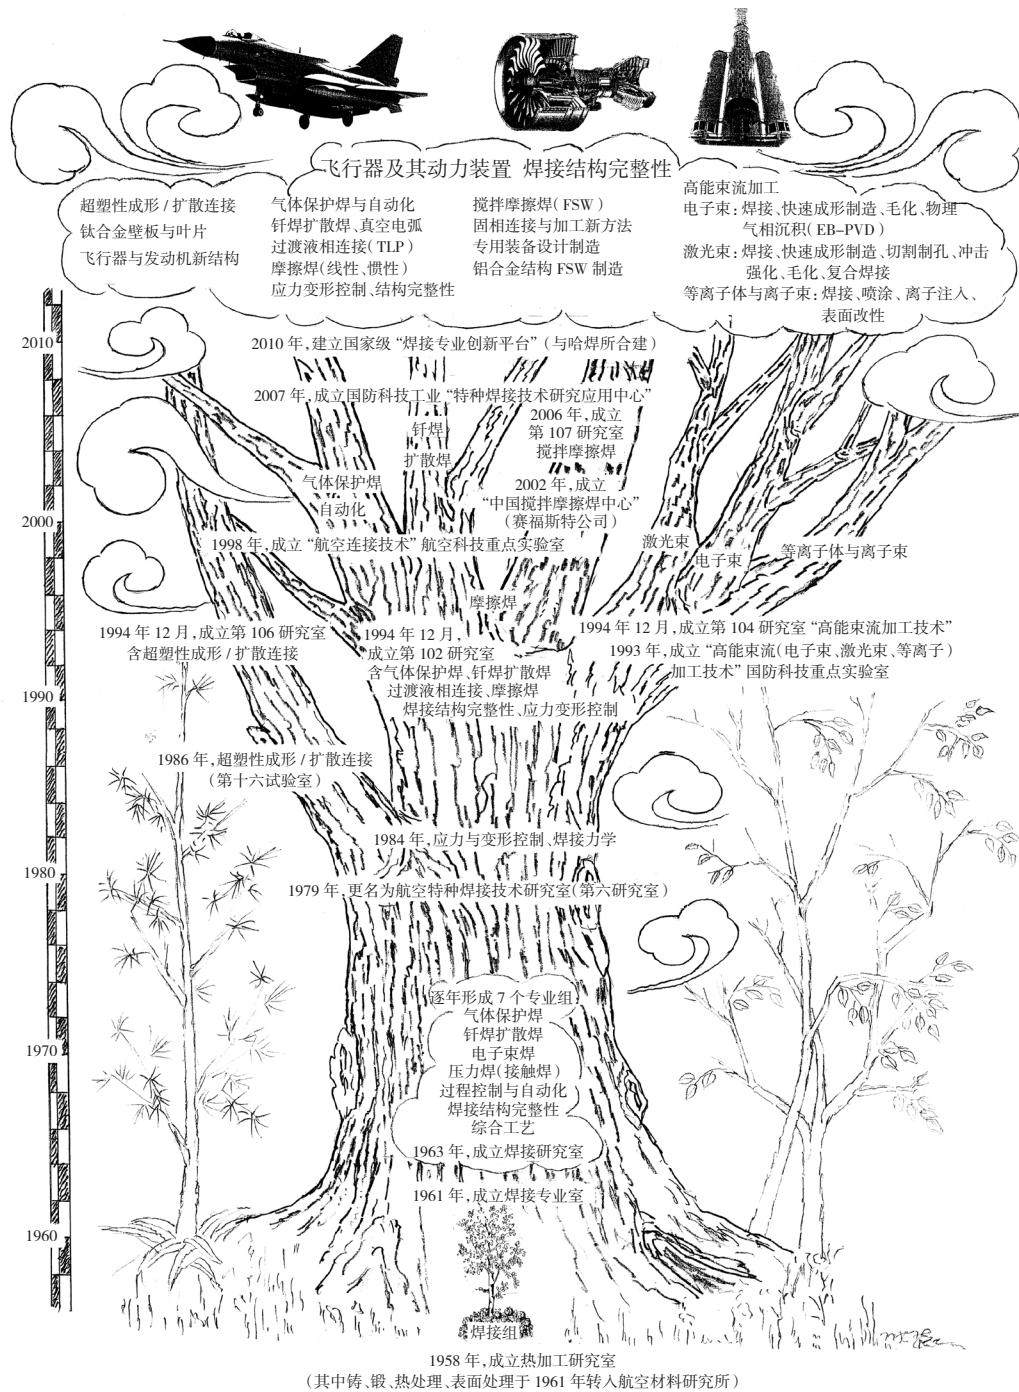 飞行器及其动力装置 焊接结构完整性
超塑性成形/扩散连接
钛合金壁板与叶片
飞行器与发动机新结构
气体保护焊与自动化
钎焊扩散焊、真空电弧
过渡液相连接(TLP)
摩擦焊(线性、惯性)
应力变形控制、结构完整性
搅拌摩擦焊(FSW)
固相连接与加工新方法
专用装备设计制造
铝合金结构 FSW 制造
高能束流加工
电子束:焊接、快速成形制造、毛化、物理
气相沉积(EB-PVD)
激光束:焊接、快速成形制造、切割制孔、冲击
强化、毛化、复合焊接
等离子体与离子束:焊接、喷涂、离子注入、
表面改性
2010
2010 年,建立国家级“焊接专业创新平台”(与哈焊所合建)
2007 年,成立国防科技工业“特种焊接技术研究应用中心”
钎焊
扩散焊
2006 年,成立
第 107 研究室
搅拌摩擦焊
气体保护焊
自动化
2002 年,成立
“中国搅拌摩擦焊中心”
(赛福斯特公司)
2000
1998 年,成立“航空连接技术”航空科技重点实验室
激光束
电子束
等离子体与离子束
摩擦焊
1994 年 12 月,成立第 106 研究室
含超塑性成形/扩散连接
1994 年 12 月,
成立第 102 研究室
含气体保护焊、钎焊扩散焊
过渡液相连接、摩擦焊
焊接结构完整性、应力变形控制
1994 年 12 月,成立第 104 研究室“高能束流加工技术”
1993 年,成立“高能束流(电子束、激光束、等离子)
加工技术”国防科技重点实验室
1990
1986 年,超塑性成形/扩散连接
(第十六试验室)
1984 年,应力与变形控制、焊接力学
1980
1979 年,更名为航空特种焊接技术研究室(第六研究室)
逐年形成 7 个专业组:
气体保护焊
钎焊扩散焊
电子束焊
压力焊(接触焊)
过程控制与自动化
焊接结构完整性
综合工艺
1970
1963 年,成立焊接研究室
1961 年,成立焊接专业室
1960
焊接组
1958 年,成立热加工研究室
(其中铸、锻、热处理、表面处理于 1961 年转入航空材料研究所)